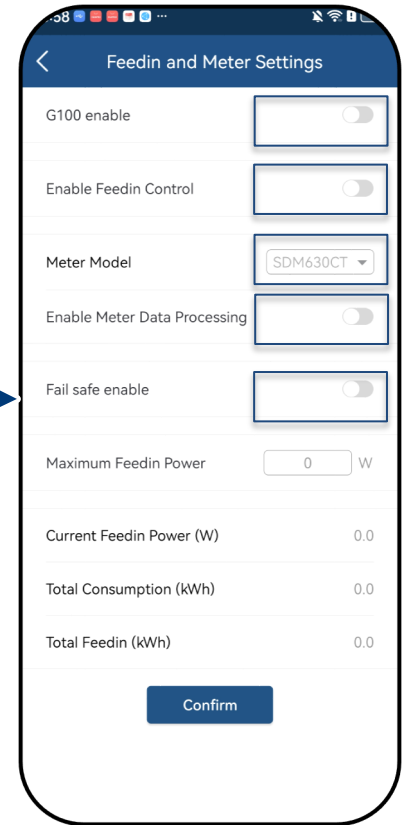 :58
Feedin and Meter Settings
G100 enable
Enable Feedin Control
Meter Model SDM630CT
Enable Meter Data Processing
Fail safe enable
Maximum Feedin Power 0 W
Current Feedin Power (W) 0.0
Total Consumption (kWh) 0.0
Total Feedin (kWh) 0.0
Confirm